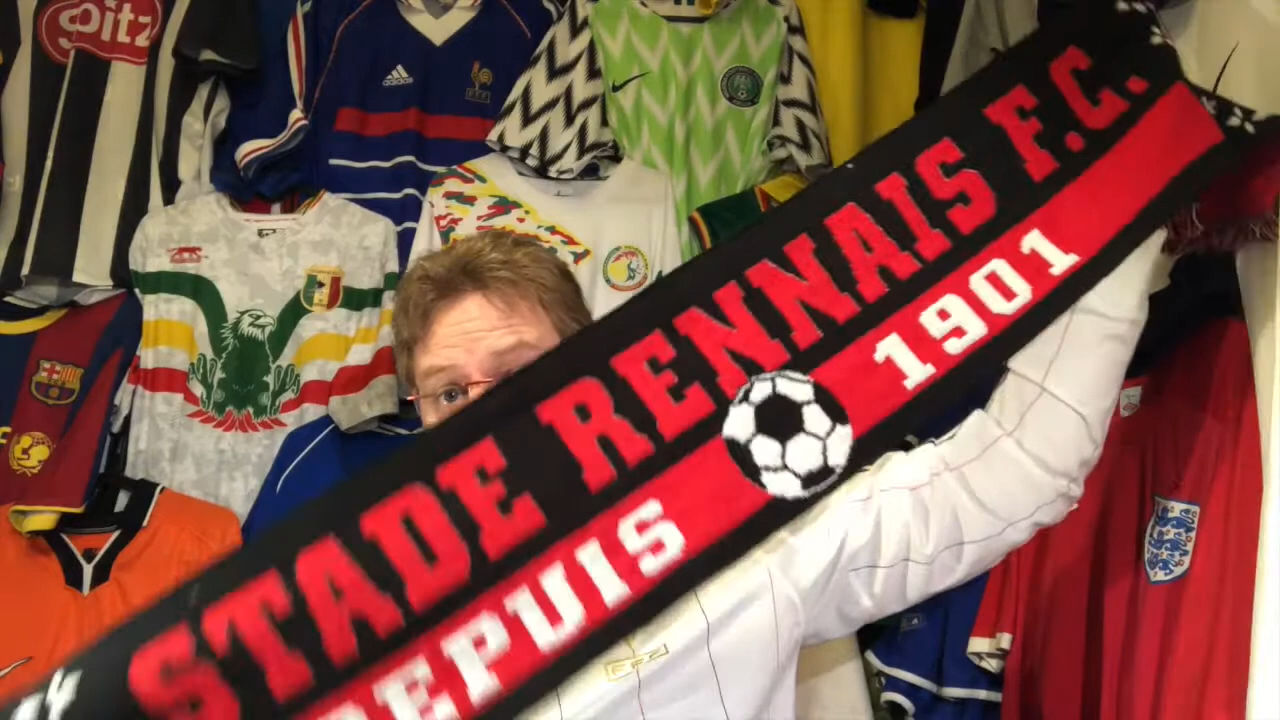 Spitz
adidas
F.F.F.
STADE RENNAIS F.C.
DEPUIS 1901